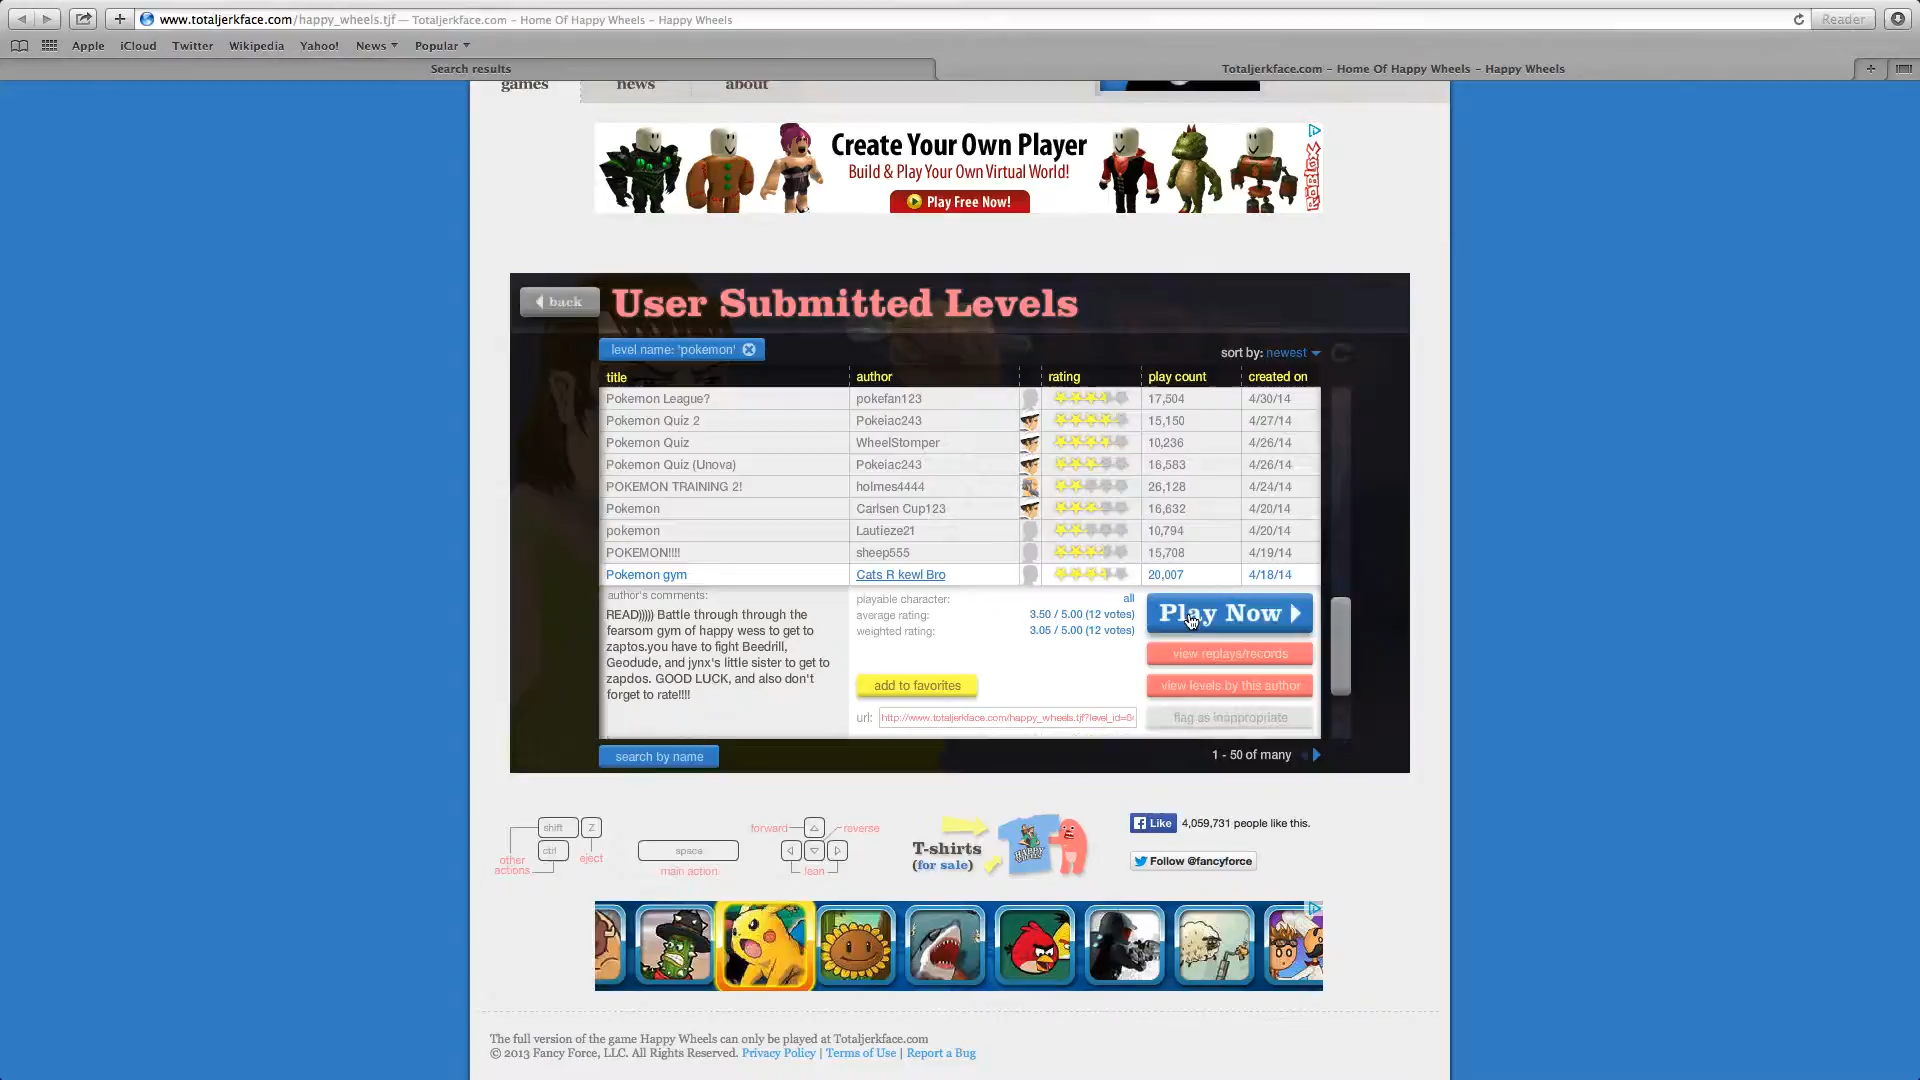 www.totaljerkface.com/happy_wheels.tjf — Totaljerkface.com – Home Of Happy Wheels – Happy Wheels
Reader
Apple iCloud Twitter Wikipedia Yahoo! News Popular
Search results
Totaljerkface.com – Home Of Happy Wheels – Happy Wheels
games news about
Create Your Own Player
Build & Play Your Own Virtual World!
Play Free Now!
ROBLOX
back
User Submitted Levels
level name: 'pokemon'
sort by: newest
title author rating play count created on
Pokemon League? pokefan123 17,504 4/30/14
Pokemon Quiz 2 Pokeiac243 15,150 4/27/14
Pokemon Quiz WheelStomper 10,236 4/26/14
Pokemon Quiz (Unova) Pokeiac243 16,583 4/26/14
POKEMON TRAINING 2! holmes4444 26,128 4/24/14
Pokemon Carlsen Cup123 16,632 4/20/14
pokemon Lautieze21 10,794 4/20/14
POKEMON!!!! sheep555 15,708 4/19/14
Pokemon gym Cats R kewl Bro 20,007 4/18/14
author's comments:
READ))))) Battle through through the
fearsom gym of happy wess to get to
zaptos.you have to fight Beedrill,
Geodude, and jynx's little sister to get to
zapdos. GOOD LUCK, and also don't
forget to rate!!!!
playable character: all
average rating: 3.50 / 5.00 (12 votes)
weighted rating: 3.05 / 5.00 (12 votes)
add to favorites
url: http://www.totaljerkface.com/happy_wheels.tjf?level_id=6
Play Now
view replays/records
view levels by this author
flag as inappropriate
search by name
1 - 50 of many
shift Z
ctrl
other
actions
eject
space
main action
forward
reverse
lean
T-shirts
(for sale)
HAPPY
WHEELS
Like 4,059,731 people like this.
Follow @fancyforce
The full version of the game Happy Wheels can only be played at Totaljerkface.com
© 2013 Fancy Force, LLC. All Rights Reserved. Privacy Policy | Terms of Use | Report a Bug